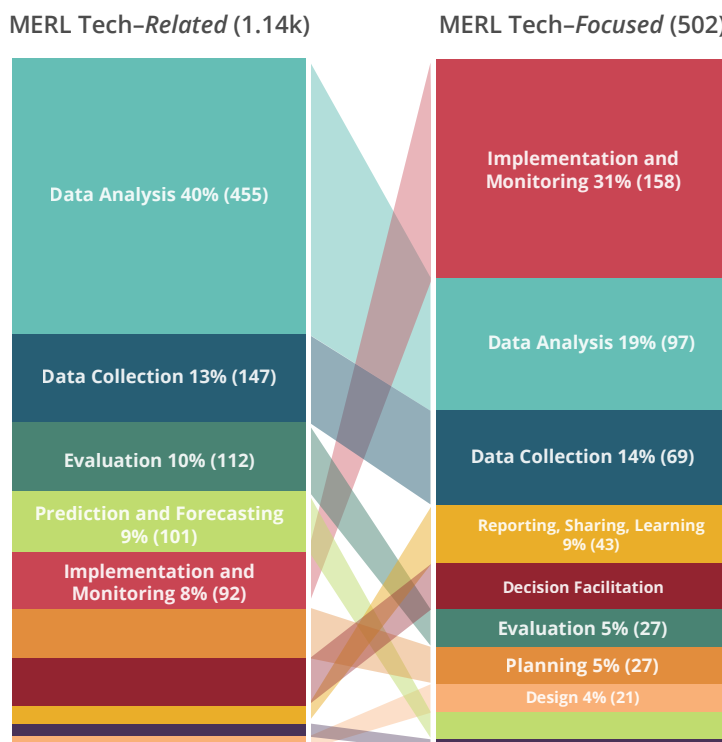 MERL Tech–Related (1.14k)
MERL Tech–Focused (502)
Data Analysis 40% (455)
Data Collection 13% (147)
Evaluation 10% (112)
Prediction and Forecasting
9% (101)
Implementation and
Monitoring 8% (92)
Implementation and
Monitoring 31% (158)
Data Analysis 19% (97)
Data Collection 14% (69)
Reporting, Sharing, Learning
9% (43)
Decision Facilitation
Evaluation 5% (27)
Planning 5% (27)
Design 4% (21)